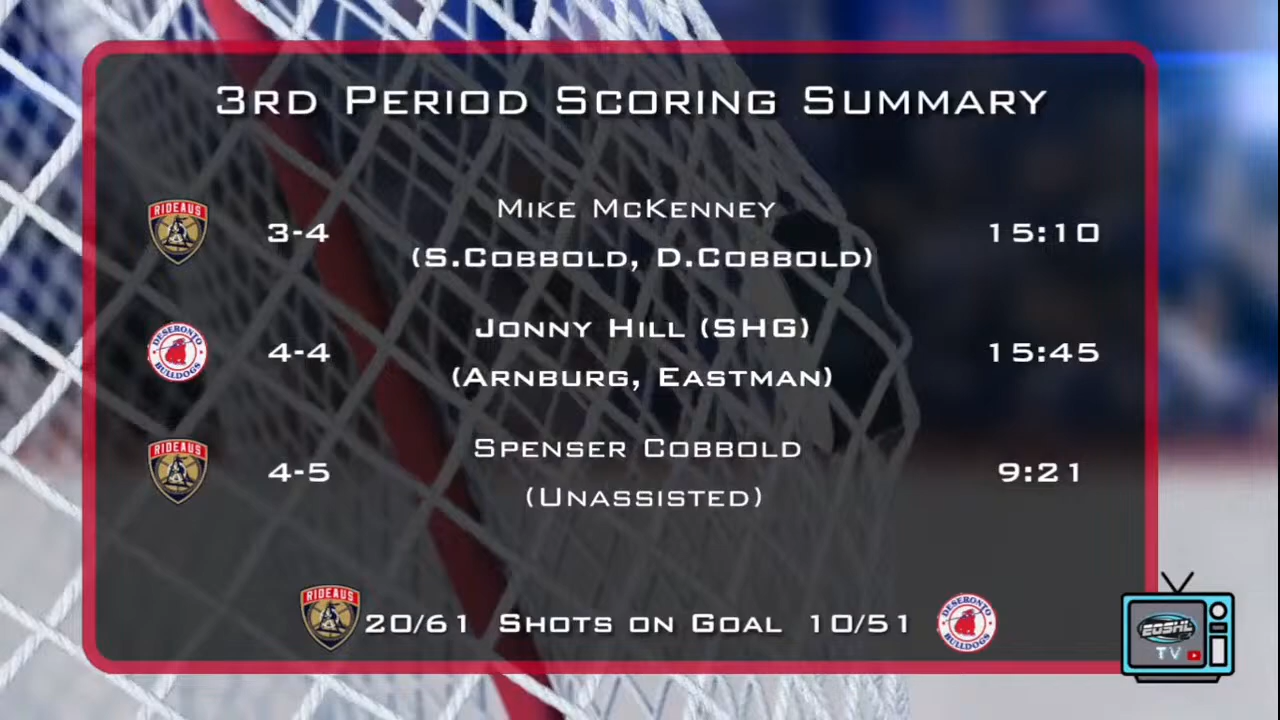 3RD PERIOD SCORING SUMMARY
RIDEAUS
3-4
MIKE MCKENNEY
(S.COBBOLD, D.COBBOLD)
15:10
DESERONTO
BULLDOGS
4-4
JONNY HILL (SHG)
(ARNBURG, EASTMAN)
15:45
RIDEAUS
4-5
SPENSER COBBOLD
(UNASSISTED)
9:21
RIDEAUS
20/61 SHOTS ON GOAL 10/51
DESERONTO
BULLDOGS
EOSHL
TV